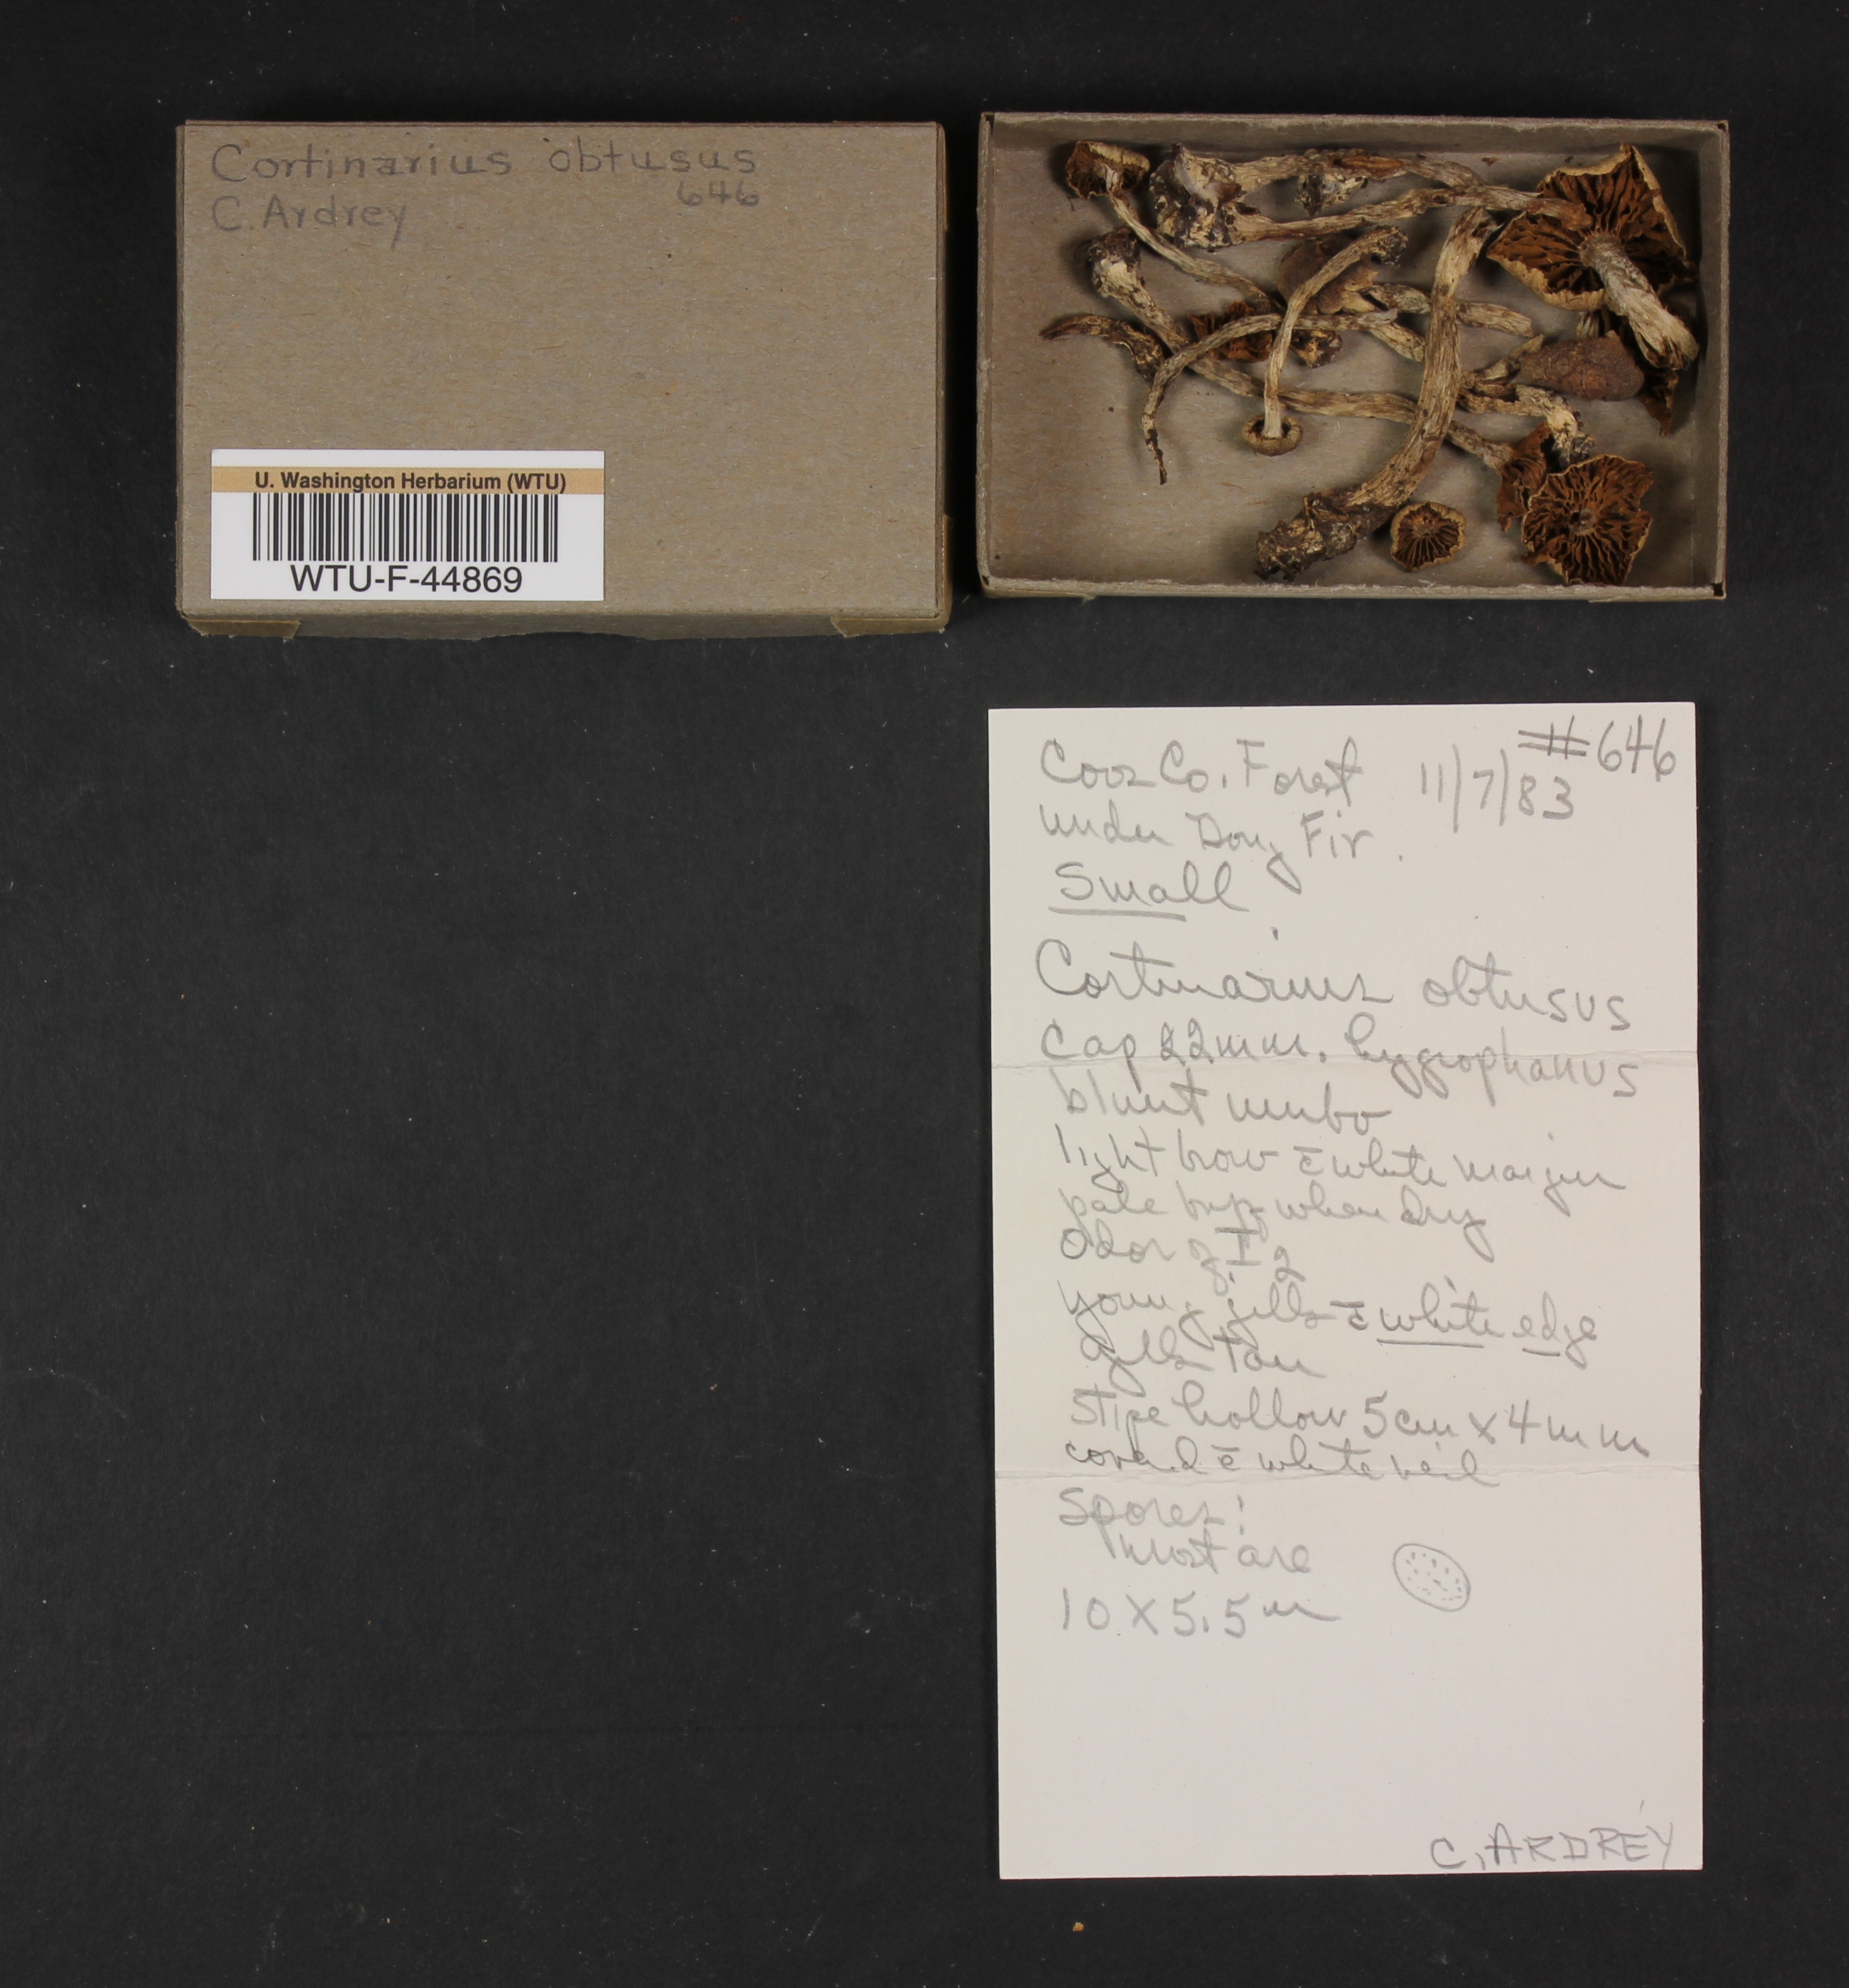 Cortinarius obtusus
646
C. Ardrey
U. Washington Herbarium (WTU)
WTU-F-44869
#646
Coos Co. Forest 11/7/83
under Doug Fir.
Small
Cortinarius obtusus
Cap 22mm. hygrophanus
blunt umbo
light brow c̄ white margin
pale buff when dry
Odor of I2
young gills c̄ white edge
Gills Tan
Stipe hollow 5cm x 4mm
covered c̄ white veil
Spores:
most are
10 X 5.5 u
C. ARDREY